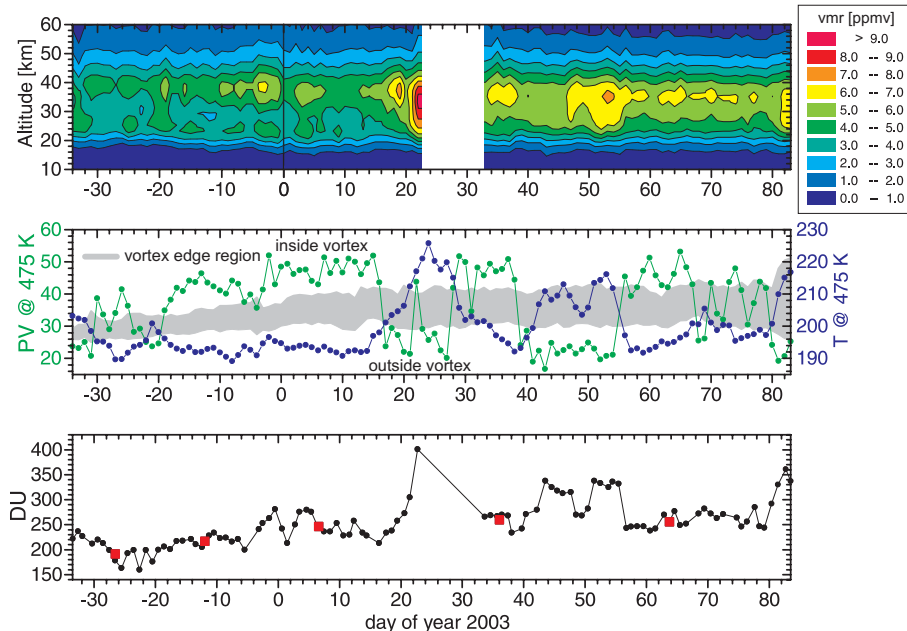 60
50
40
30
20
10
Altitude [km]
-30 -20 -10 0 10 20 30 40 50 60 70 80
vmr [ppmv]
> 9.0
8.0 -- 9.0
7.0 -- 8.0
6.0 -- 7.0
5.0 -- 6.0
4.0 -- 5.0
3.0 -- 4.0
2.0 -- 3.0
1.0 -- 2.0
0.0 -- 1.0
60
50
40
30
20
PV @ 475 K
vortex edge region
inside vortex
outside vortex
230
220
210
200
190
T @ 475 K
-30 -20 -10 0 10 20 30 40 50 60 70 80
400
350
300
250
200
150
DU
-30 -20 -10 0 10 20 30 40 50 60 70 80
day of year 2003